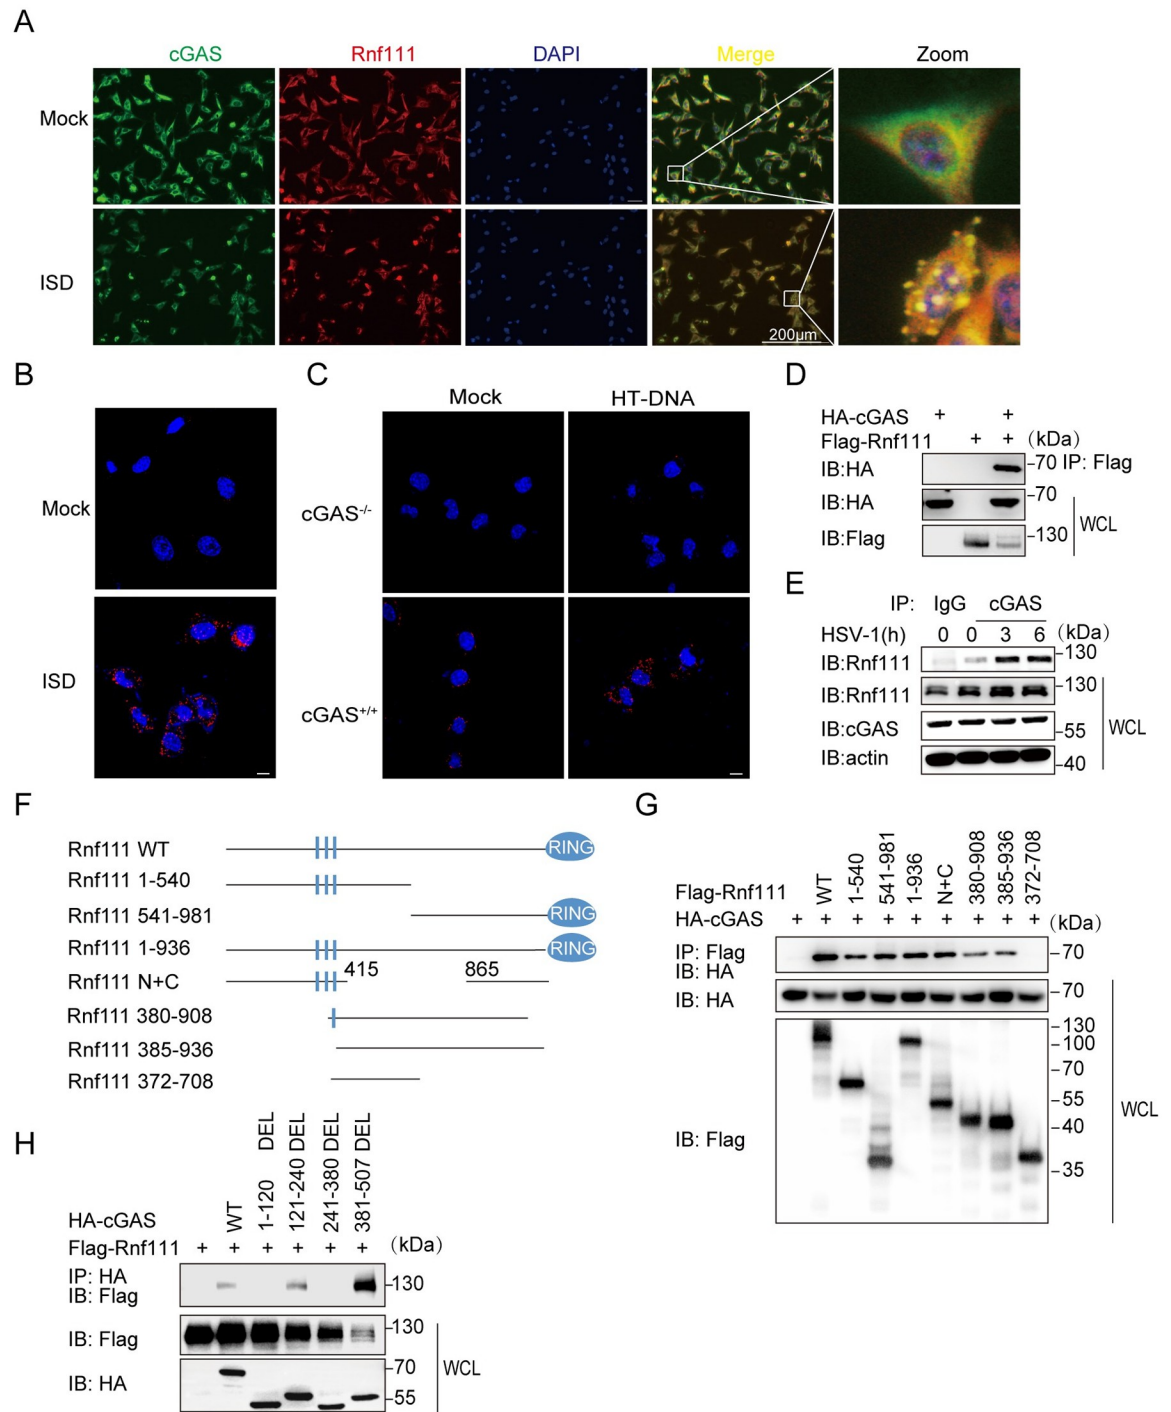 A
cGAS Rnf111 DAPI Merge Zoom
Mock
ISD
200μm
B
Mock
ISD
C
Mock HT-DNA
cGAS-/-
cGAS+/+
D
HA-cGAS + +
Flag-Rnf111 + + (kDa)
IB:HA -70 IP: Flag
IB:HA -70
IB:Flag -130
WCL
E
IP: IgG cGAS
HSV-1(h) 0 0 3 6 (kDa)
IB:Rnf111 -130
IB:Rnf111 -130
IB:cGAS -55
IB:actin -40
WCL
F
Rnf111 WT RING
Rnf111 1-540
Rnf111 541-981 RING
Rnf111 1-936 RING
Rnf111 N+C 415 865
Rnf111 380-908
Rnf111 385-936
Rnf111 372-708
G
Flag-Rnf111 WT 1-540 541-981 1-936 N+C 380-908 385-936 372-708
HA-cGAS + + + + + + + + + (kDa)
IP: Flag
IB: HA -70
IB: HA -70
IB: Flag
-130
-100
-70
-55
-40
-35
WCL
H
HA-cGAS WT 1-120 DEL 121-240 DEL 241-380 DEL 381-507 DEL
Flag-Rnf111 + + + + + + (kDa)
IP: HA
IB: Flag -130
IB: Flag -130
IB: HA -70
-55
WCL